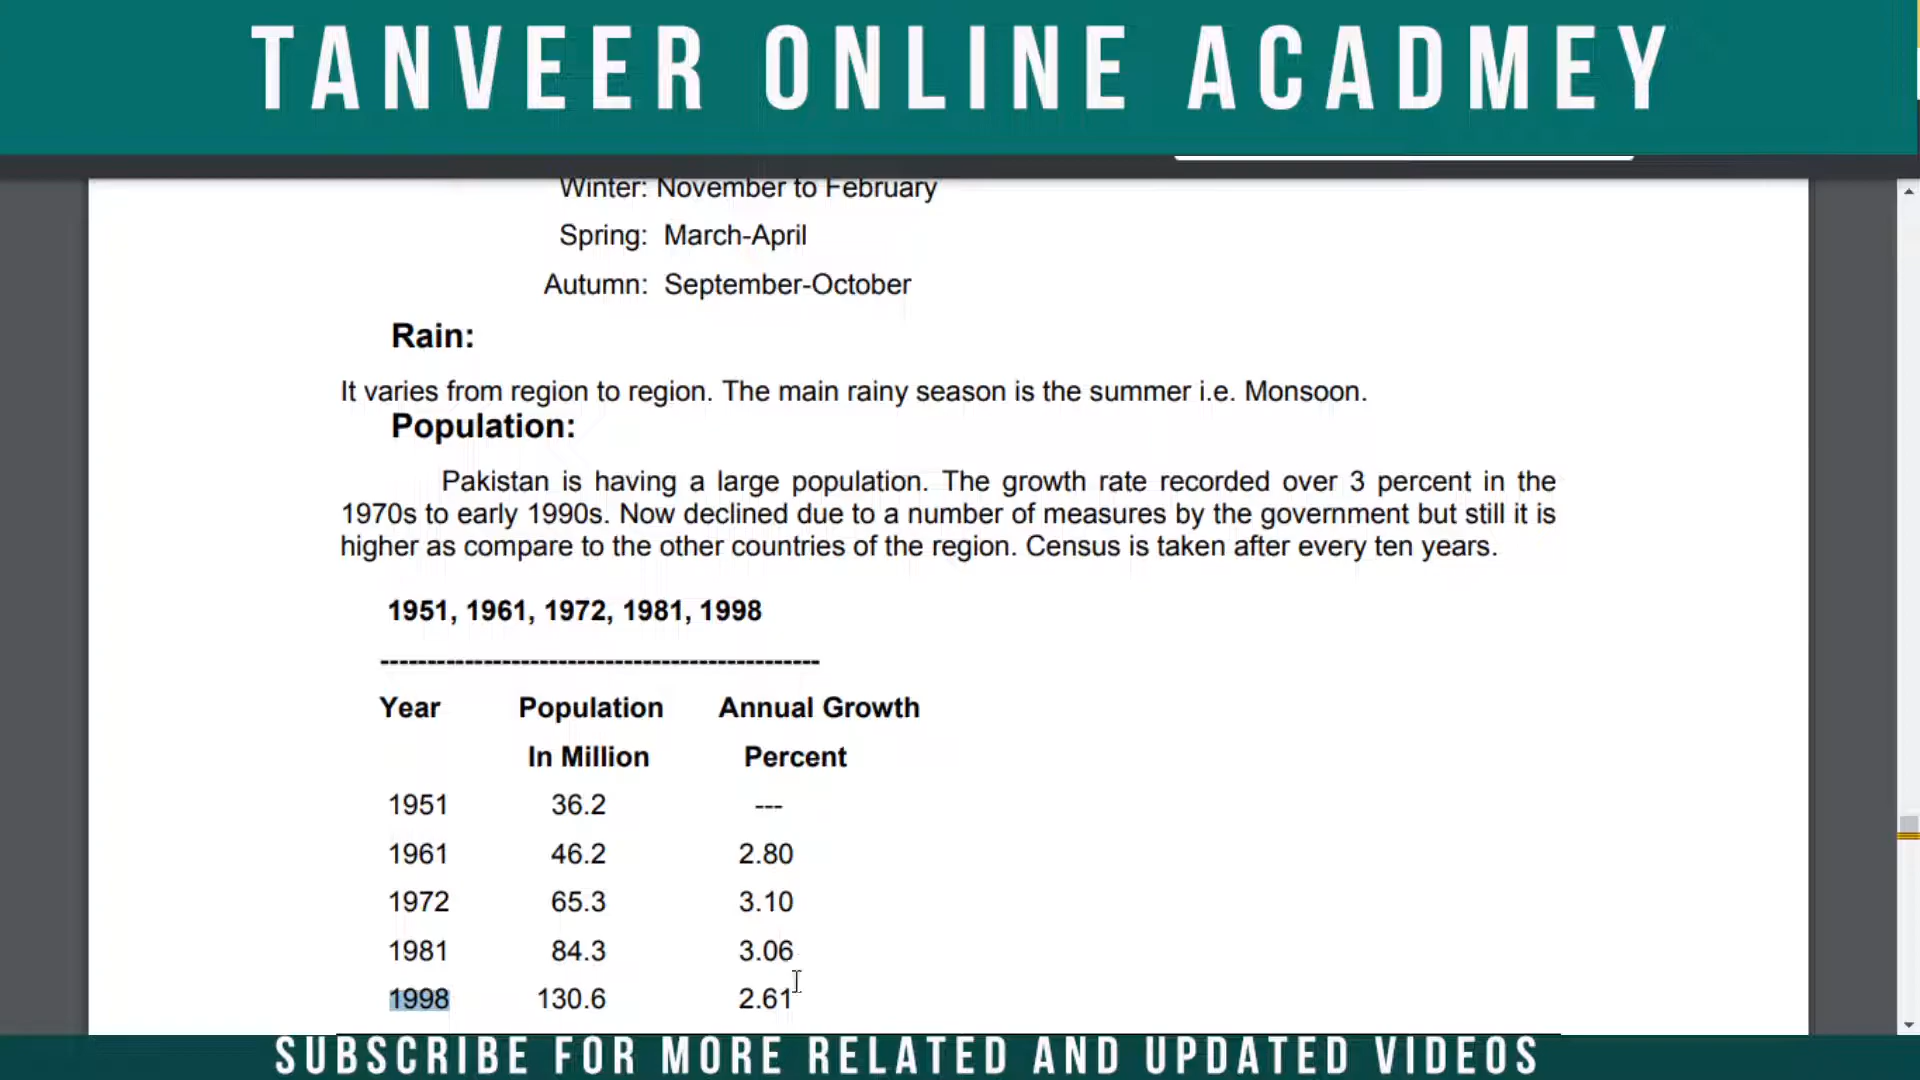 TANVEER ONLINE ACADMEY
Winter: November to February
Spring: March-April
Autumn: September-October
Rain:
It varies from region to region. The main rainy season is the summer i.e. Monsoon.
Population:
Pakistan is having a large population. The growth rate recorded over 3 percent in the
1970s to early 1990s. Now declined due to a number of measures by the government but still it is
higher as compare to the other countries of the region. Census is taken after every ten years.
1951, 1961, 1972, 1981, 1998
-----------------------------------------------
Year Population Annual Growth
In Million Percent
1951 36.2 ---
1961 46.2 2.80
1972 65.3 3.10
1981 84.3 3.06
1998 130.6 2.61
SUBSCRIBE FOR MORE RELATED AND UPDATED VIDEOS